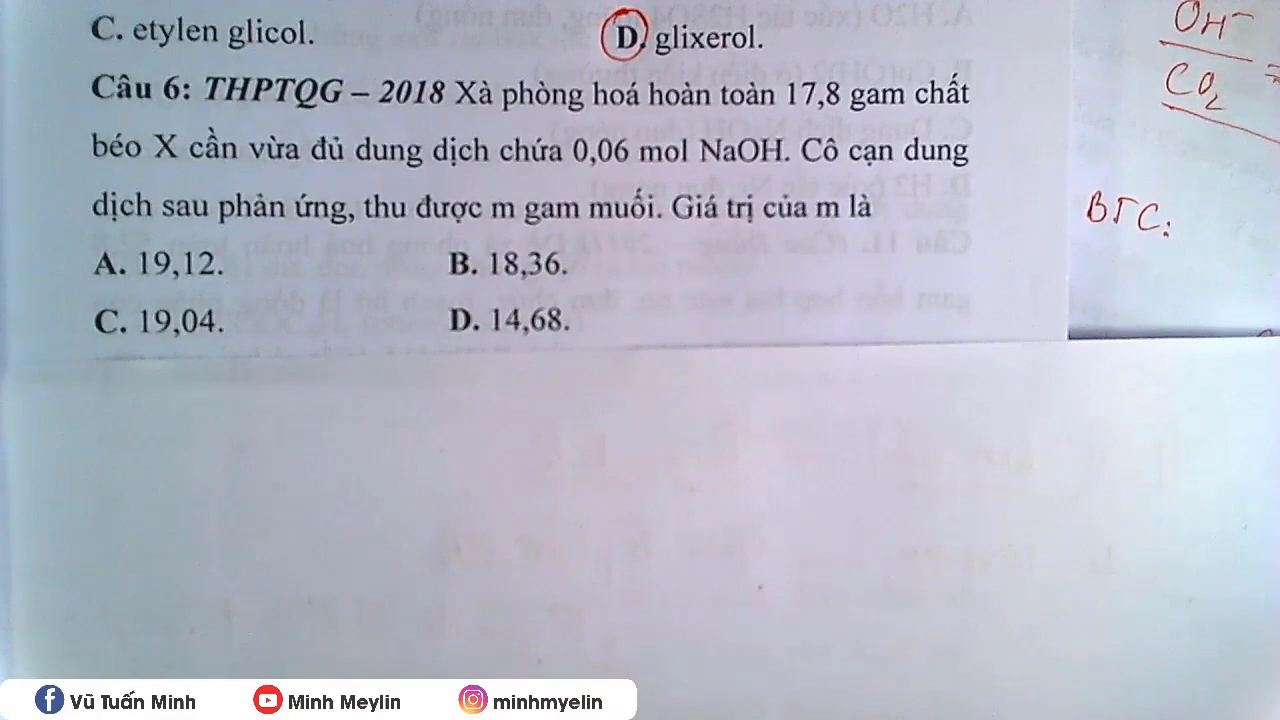 C. etylen glicol.
D. glixerol.
Câu 6: THPTQG – 2018 Xà phòng hoá hoàn toàn 17,8 gam chất
béo X cần vừa đủ dung dịch chứa 0,06 mol NaOH. Cô cạn dung
dịch sau phản ứng, thu được m gam muối. Giá trị của m là
A. 19,12.
B. 18,36.
C. 19,04.
D. 14,68.
OH⁻
CO₂
=
BTC:
Vũ Tuấn Minh
Minh Meylin
minhmyelin